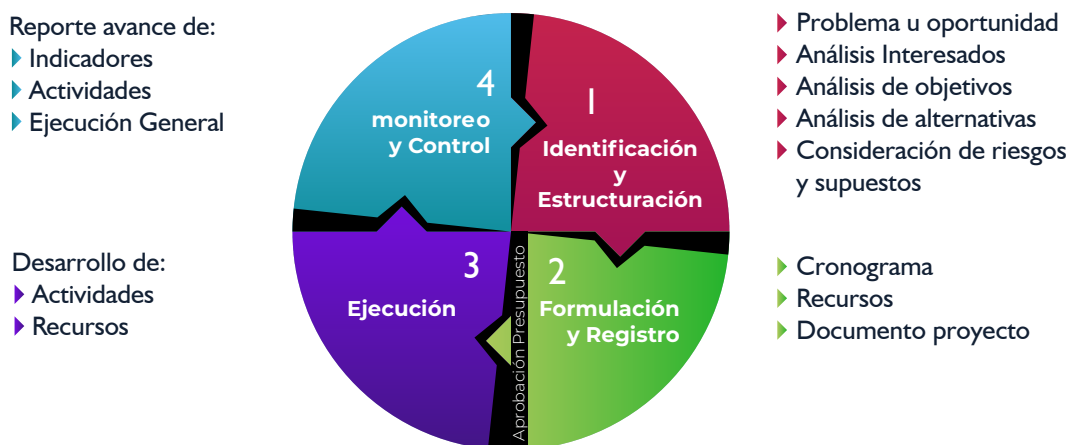 Reporte avance de:
Indicadores
Actividades
Ejecución General
4
monitoreo
y Control
1
Identificación
y
Estructuración
Problema u oportunidad
Análisis Interesados
Análisis de objetivos
Análisis de alternativas
Consideración de riesgos
y supuestos
Desarrollo de:
Actividades
Recursos
3
Ejecución
Aprobación Presupuesto
2
Formulación
y Registro
Cronograma
Recursos
Documento proyecto